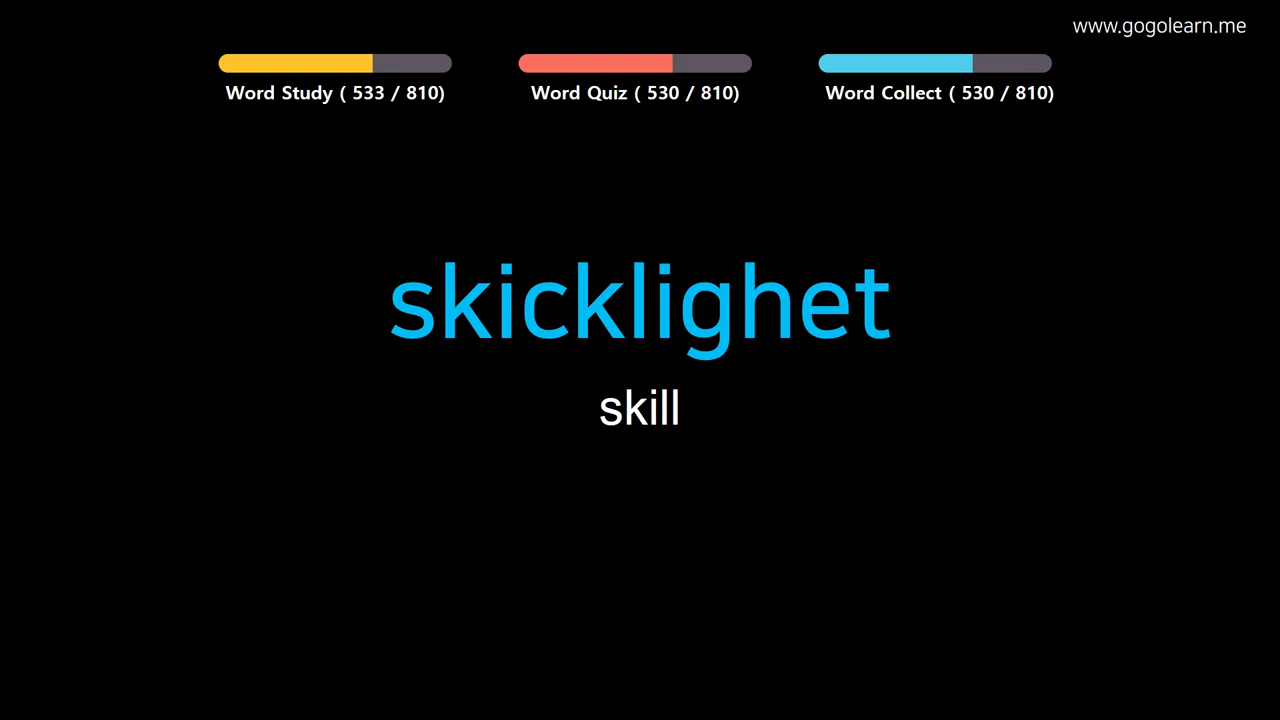 www.gogolearn.me
Word Study ( 533 / 810)
Word Quiz ( 530 / 810)
Word Collect ( 530 / 810)
skicklighet
skill